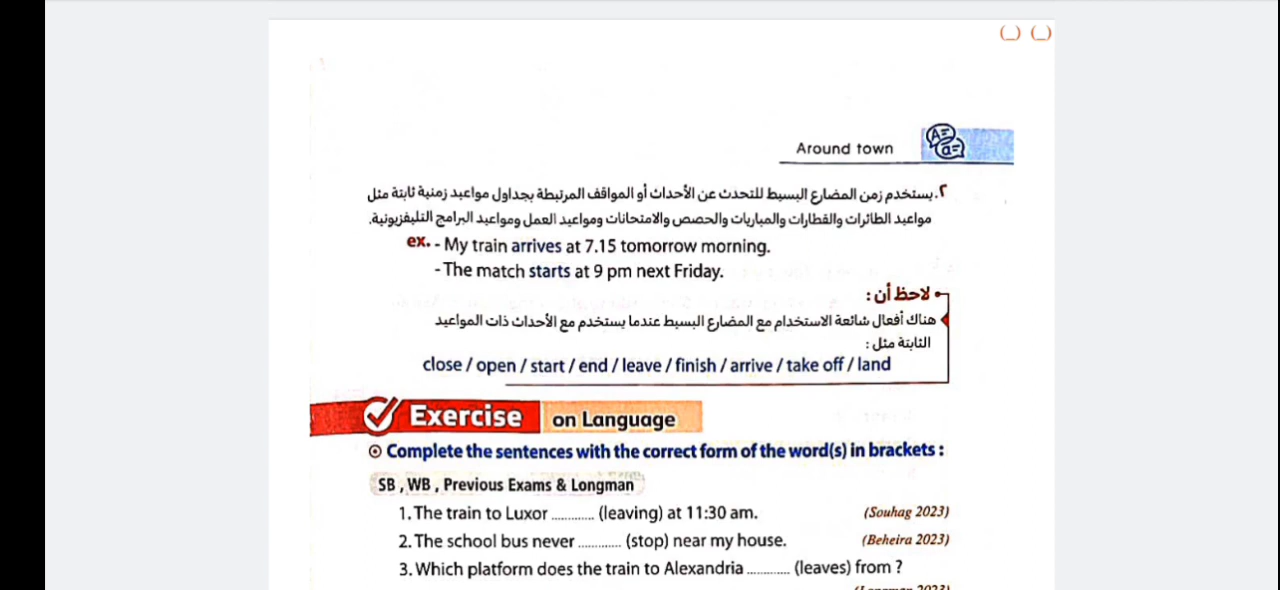 (_) (_)
Around town
٢. يستخدم زمن المضارع البسيط للتحدث عن الأحداث أو المواقف المرتبطة بجداول مواعيد زمنية ثابتة مثل
مواعيد الطائرات والقطارات والمباريات والحصص والامتحانات ومواعيد العمل ومواعيد البرامج التليفزيونية.
ex. - My train arrives at 7.15 tomorrow morning.
- The match starts at 9 pm next Friday.
لاحظ أن :
هناك أفعال شائعة الاستخدام مع المضارع البسيط عندما يستخدم مع الأحداث ذات المواعيد
الثابتة مثل :
close / open / start / end / leave / finish / arrive / take off / land
Exercise on Language
Complete the sentences with the correct form of the word(s) in brackets :
SB , WB , Previous Exams & Longman
1. The train to Luxor ............ (leaving) at 11:30 am. (Souhag 2023)
2. The school bus never ............ (stop) near my house. (Beheira 2023)
3. Which platform does the train to Alexandria ............ (leaves) from ?
(Longman 2023)